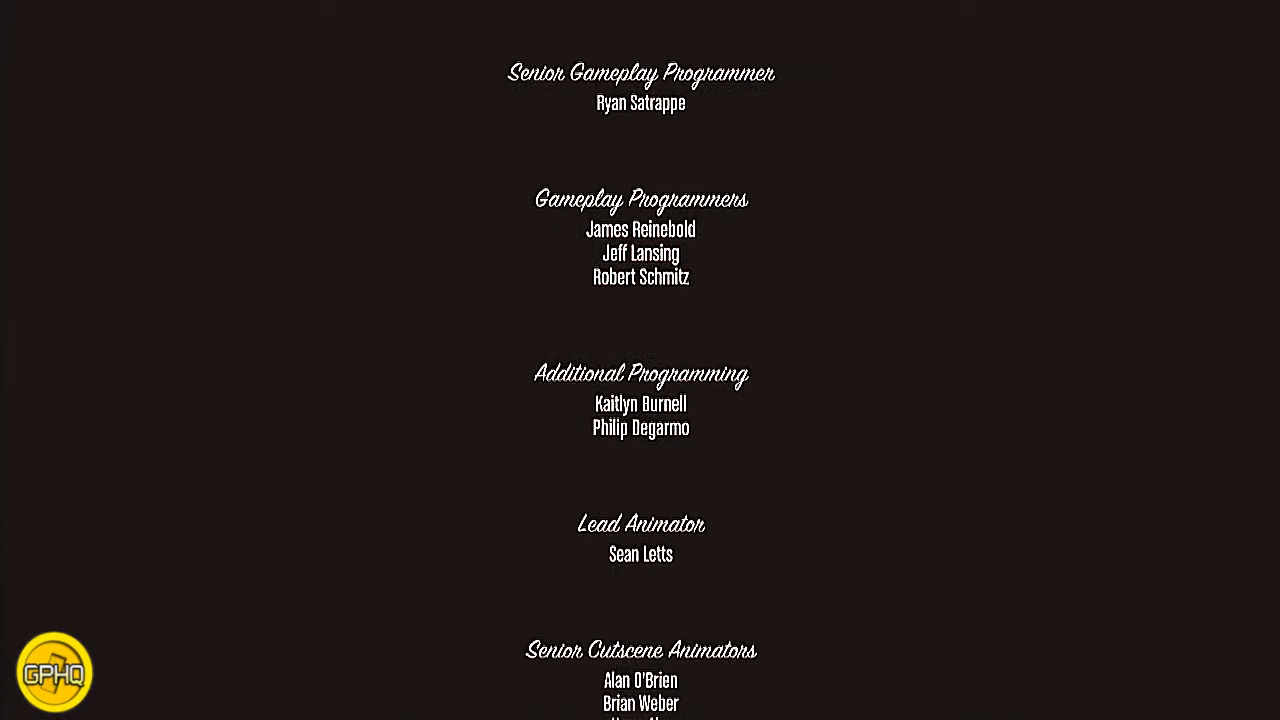 Senior Gameplay Programmer
Ryan Satrappe
Gameplay Programmers
James Reinebold
Jeff Lansing
Robert Schmitz
Additional Programming
Kaitlyn Burnell
Philip Degarmo
Lead Animator
Sean Letts
Senior Cutscene Animators
Alan O'Brien
Brian Weber
GPHQ